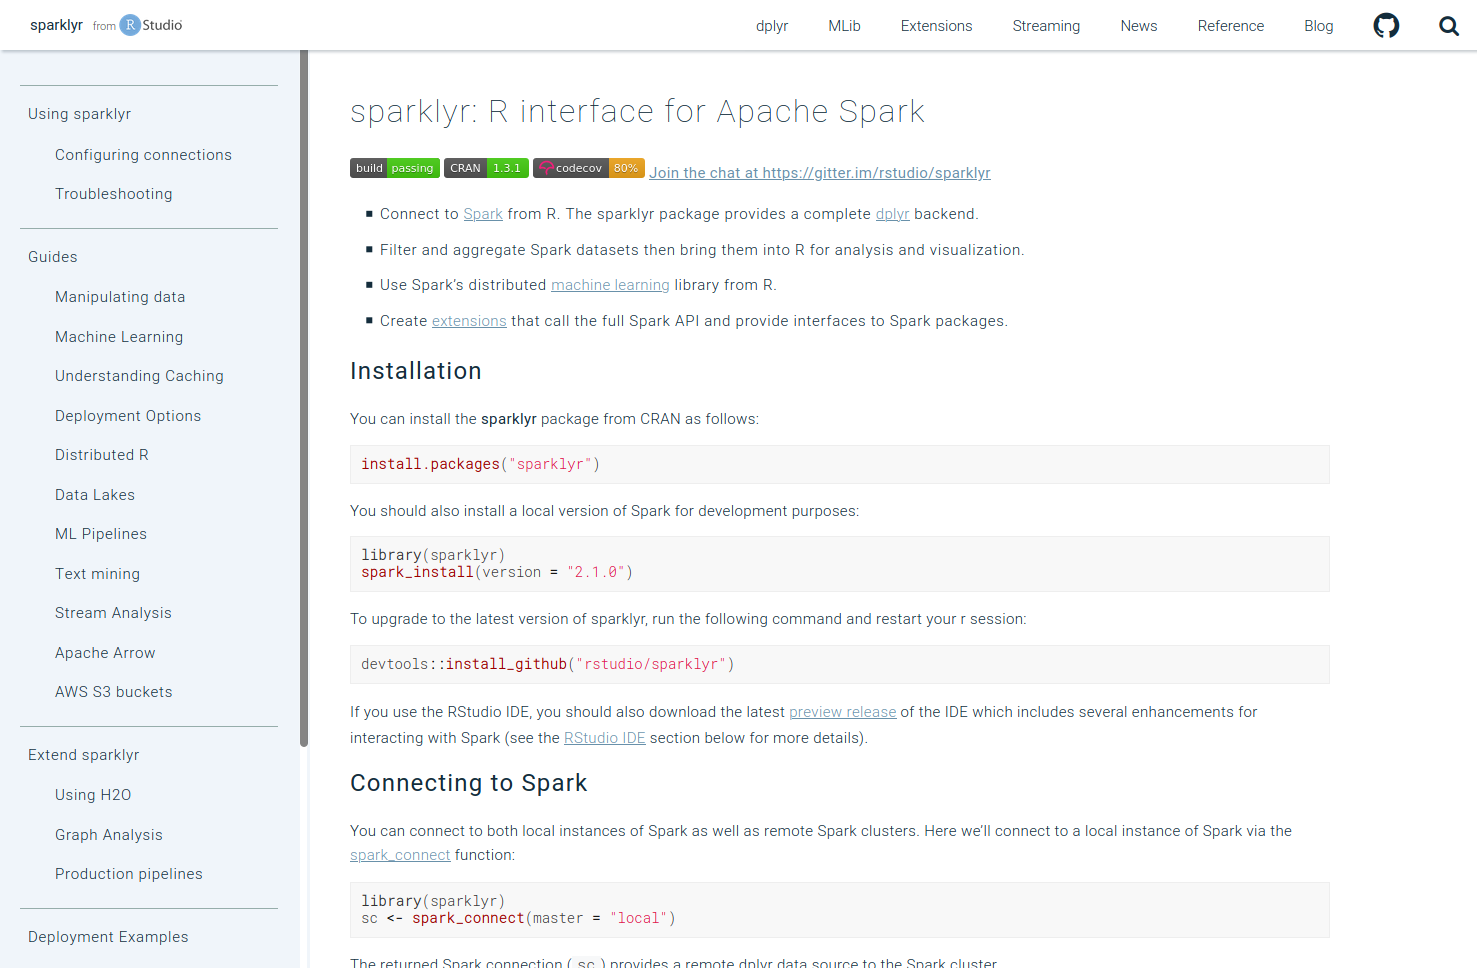 sparklyr from R Studio
dplyr MLib Extensions Streaming News Reference Blog
Using sparklyr
Configuring connections
Troubleshooting
Guides
Manipulating data
Machine Learning
Understanding Caching
Deployment Options
Distributed R
Data Lakes
ML Pipelines
Text mining
Stream Analysis
Apache Arrow
AWS S3 buckets
Extend sparklyr
Using H2O
Graph Analysis
Production pipelines
Deployment Examples
sparklyr: R interface for Apache Spark
build passing CRAN 1.3.1 codecov 80% Join the chat at https://gitter.im/rstudio/sparklyr
▪ Connect to Spark from R. The sparklyr package provides a complete dplyr backend.
▪ Filter and aggregate Spark datasets then bring them into R for analysis and visualization.
▪ Use Spark’s distributed machine learning library from R.
▪ Create extensions that call the full Spark API and provide interfaces to Spark packages.
Installation
You can install the sparklyr package from CRAN as follows:
install.packages("sparklyr")
You should also install a local version of Spark for development purposes:
library(sparklyr)
spark_install(version = "2.1.0")
To upgrade to the latest version of sparklyr, run the following command and restart your r session:
devtools::install_github("rstudio/sparklyr")
If you use the RStudio IDE, you should also download the latest preview release of the IDE which includes several enhancements for
interacting with Spark (see the RStudio IDE section below for more details).
Connecting to Spark
You can connect to both local instances of Spark as well as remote Spark clusters. Here we’ll connect to a local instance of Spark via the
spark_connect function:
library(sparklyr)
sc <- spark_connect(master = "local")
The returned Spark connection ( sc ) provides a remote dplyr data source to the Spark cluster.